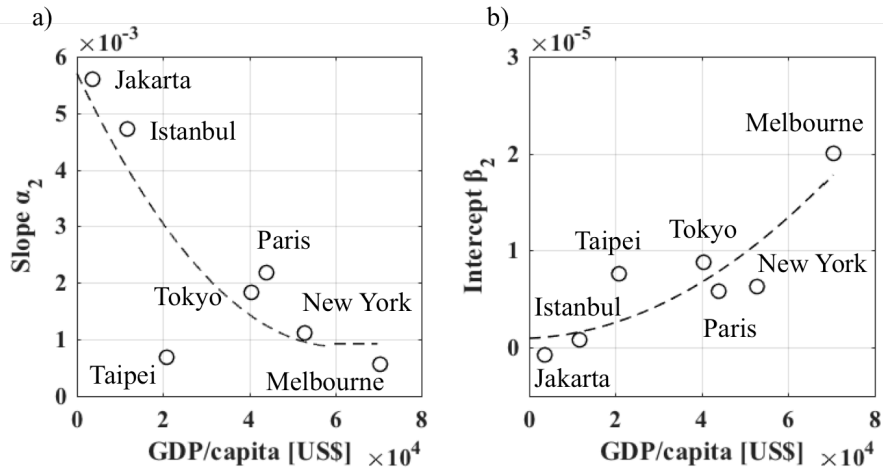 a)
×10⁻³
6
5
4
3
2
1
0
Slope α₂
Jakarta
Istanbul
Paris
Tokyo
New York
Taipei
Melbourne
0 2 4 6 8
GDP/capita [US$] ×10⁴
b)
×10⁻⁵
3
2
1
0
Intercept β₂
Melbourne
Taipei
Tokyo
New York
Istanbul
Paris
Jakarta
0 2 4 6 8
GDP/capita [US$] ×10⁴